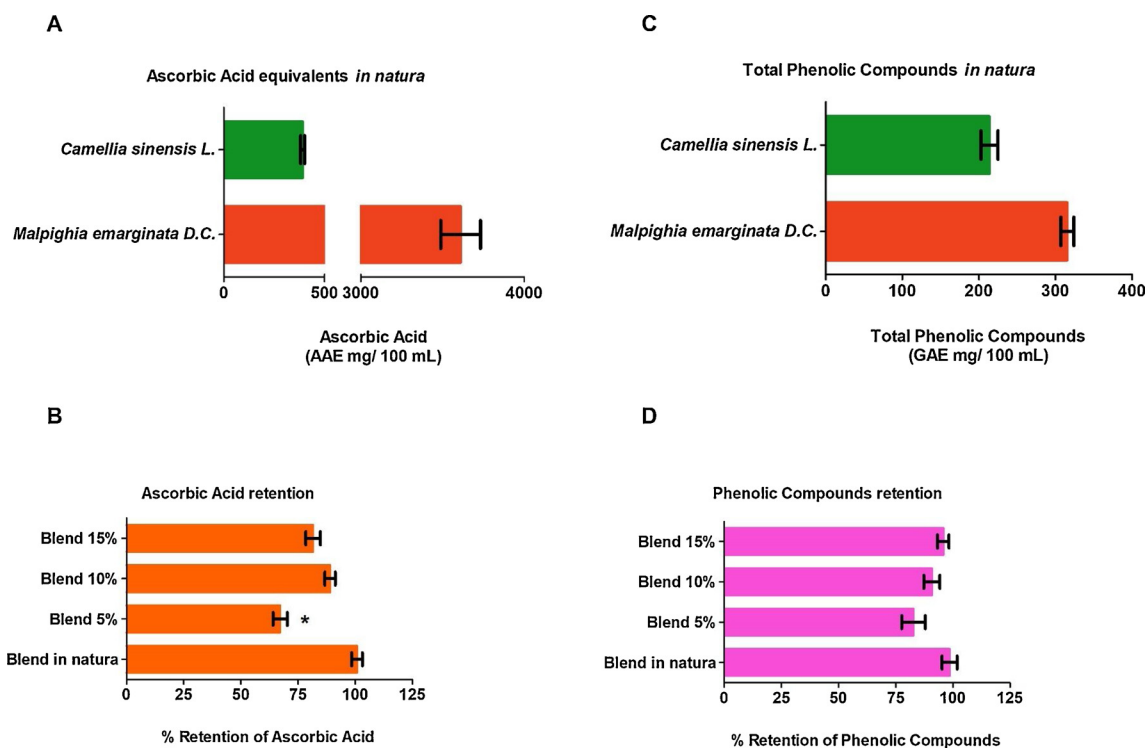 A
Ascorbic Acid equivalents in natura
Camellia sinensis L.
Malpighia emarginata D.C.
0 500 3000 4000
Ascorbic Acid
(AAE mg/ 100 mL)
C
Total Phenolic Compounds in natura
Camellia sinensis L.
Malpighia emarginata D.C.
0 100 200 300 400
Total Phenolic Compounds
(GAE mg/ 100 mL)
B
Ascorbic Acid retention
Blend 15%
Blend 10%
Blend 5% *
Blend in natura
0 25 50 75 100 125
% Retention of Ascorbic Acid
D
Phenolic Compounds retention
Blend 15%
Blend 10%
Blend 5%
Blend in natura
0 25 50 75 100 125
% Retention of Phenolic Compounds